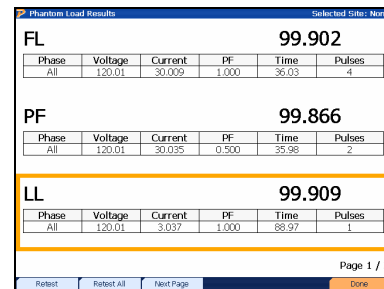 Phantom Load Results Selected Site: Non
FL 99.902
Phase Voltage Current PF Time Pulses
All 120.01 30.009 1.000 36.03 4
PF 99.866
Phase Voltage Current PF Time Pulses
All 120.01 30.035 0.500 35.98 2
LL 99.909
Phase Voltage Current PF Time Pulses
All 120.01 3.037 1.000 88.97 1
Page 1 /
Retest Retest All Next Page Done